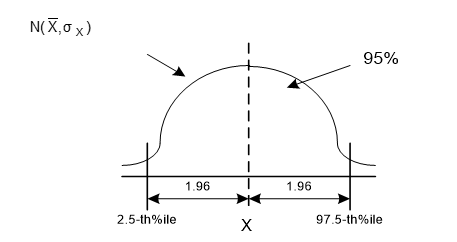 N(X̅,σ X)
95%
1.96 1.96
2.5-th%ile X 97.5-th%ile